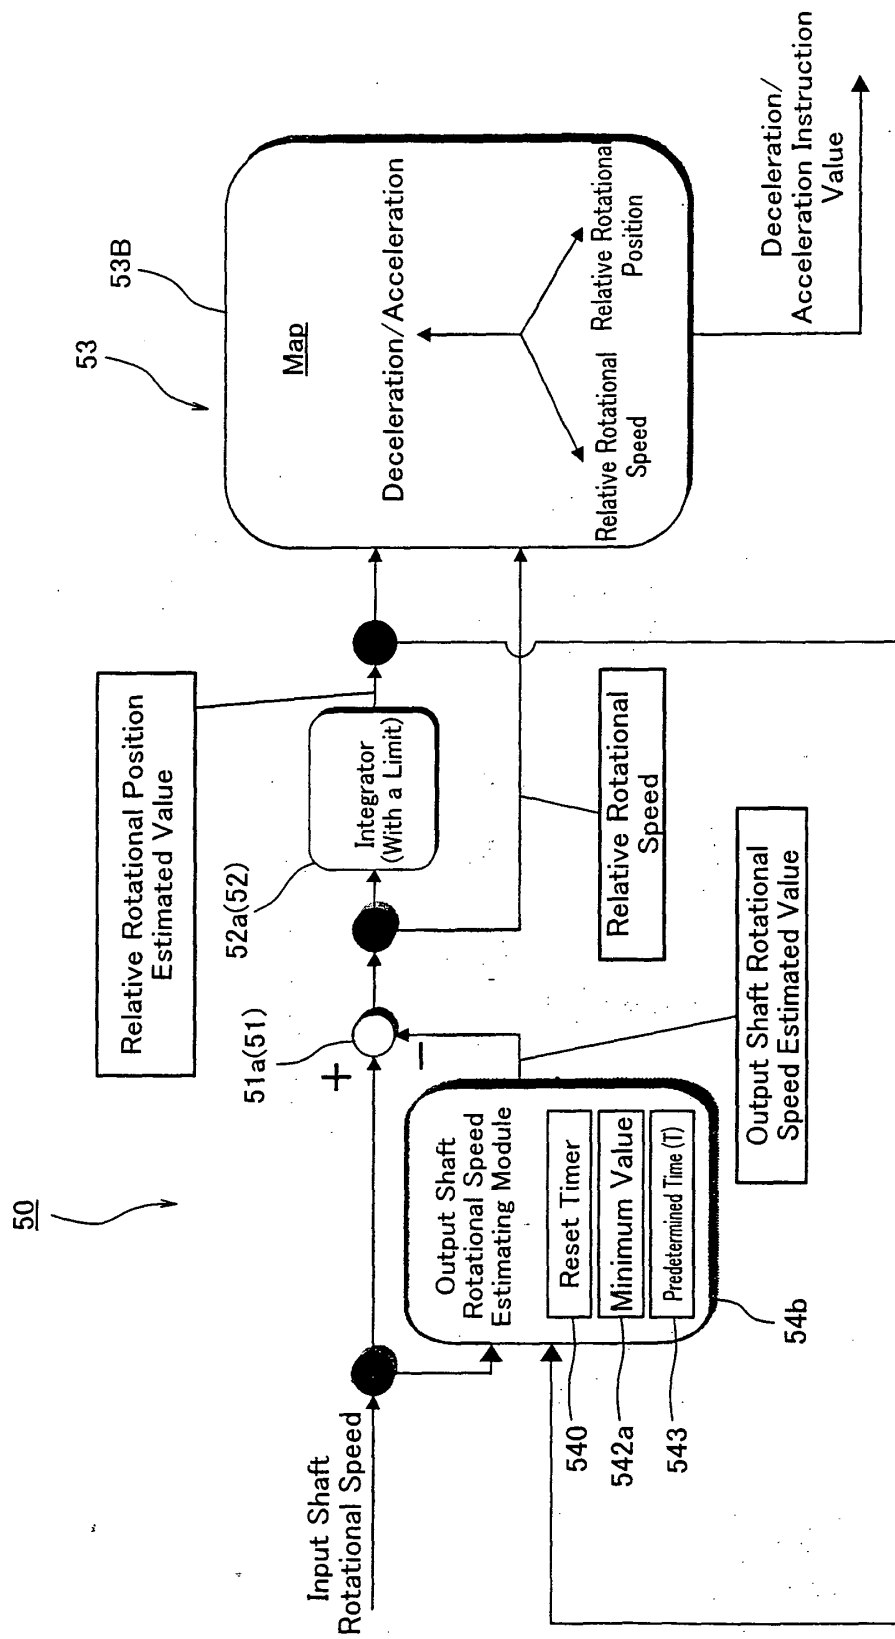 50
Input Shaft
Rotational Speed
+
−
Output Shaft
Rotational Speed
Estimating Module
Reset Timer
Minimum Value
Predetermined Time (T)
540
542a
543
54b
51a(51)
Output Shaft Rotational
Speed Estimated Value
Relative Rotational Position
Estimated Value
52a(52)
Integrator
(With a Limit)
Relative Rotational
Speed
53
53B
Map
Deceleration/Acceleration
Relative Rotational
Speed
Relative Rotational
Position
Deceleration/
Acceleration Instruction
Value